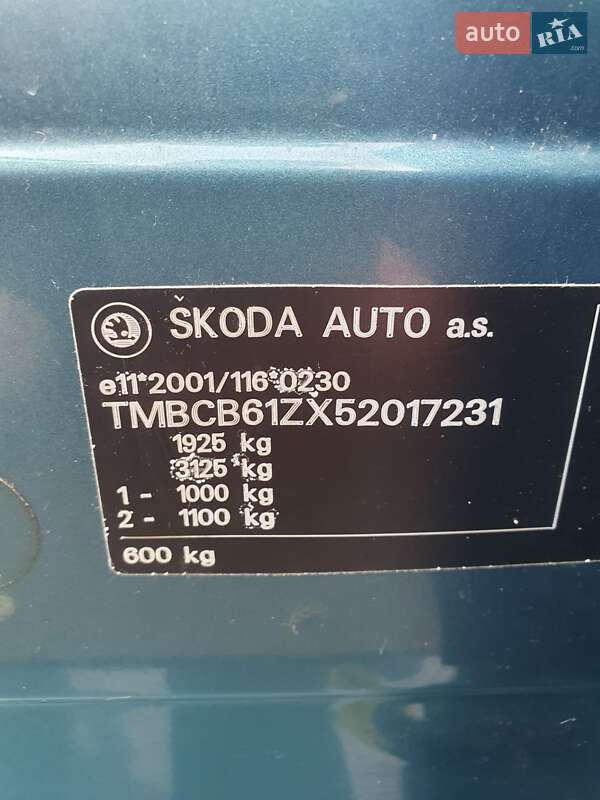 auto RIA.com
ŠKODA AUTO a.s.
e11*2001/116*0230
TMBCB61ZX52017231
1925 kg
3125 kg
1 - 1000 kg
2 - 1100 kg
600 kg